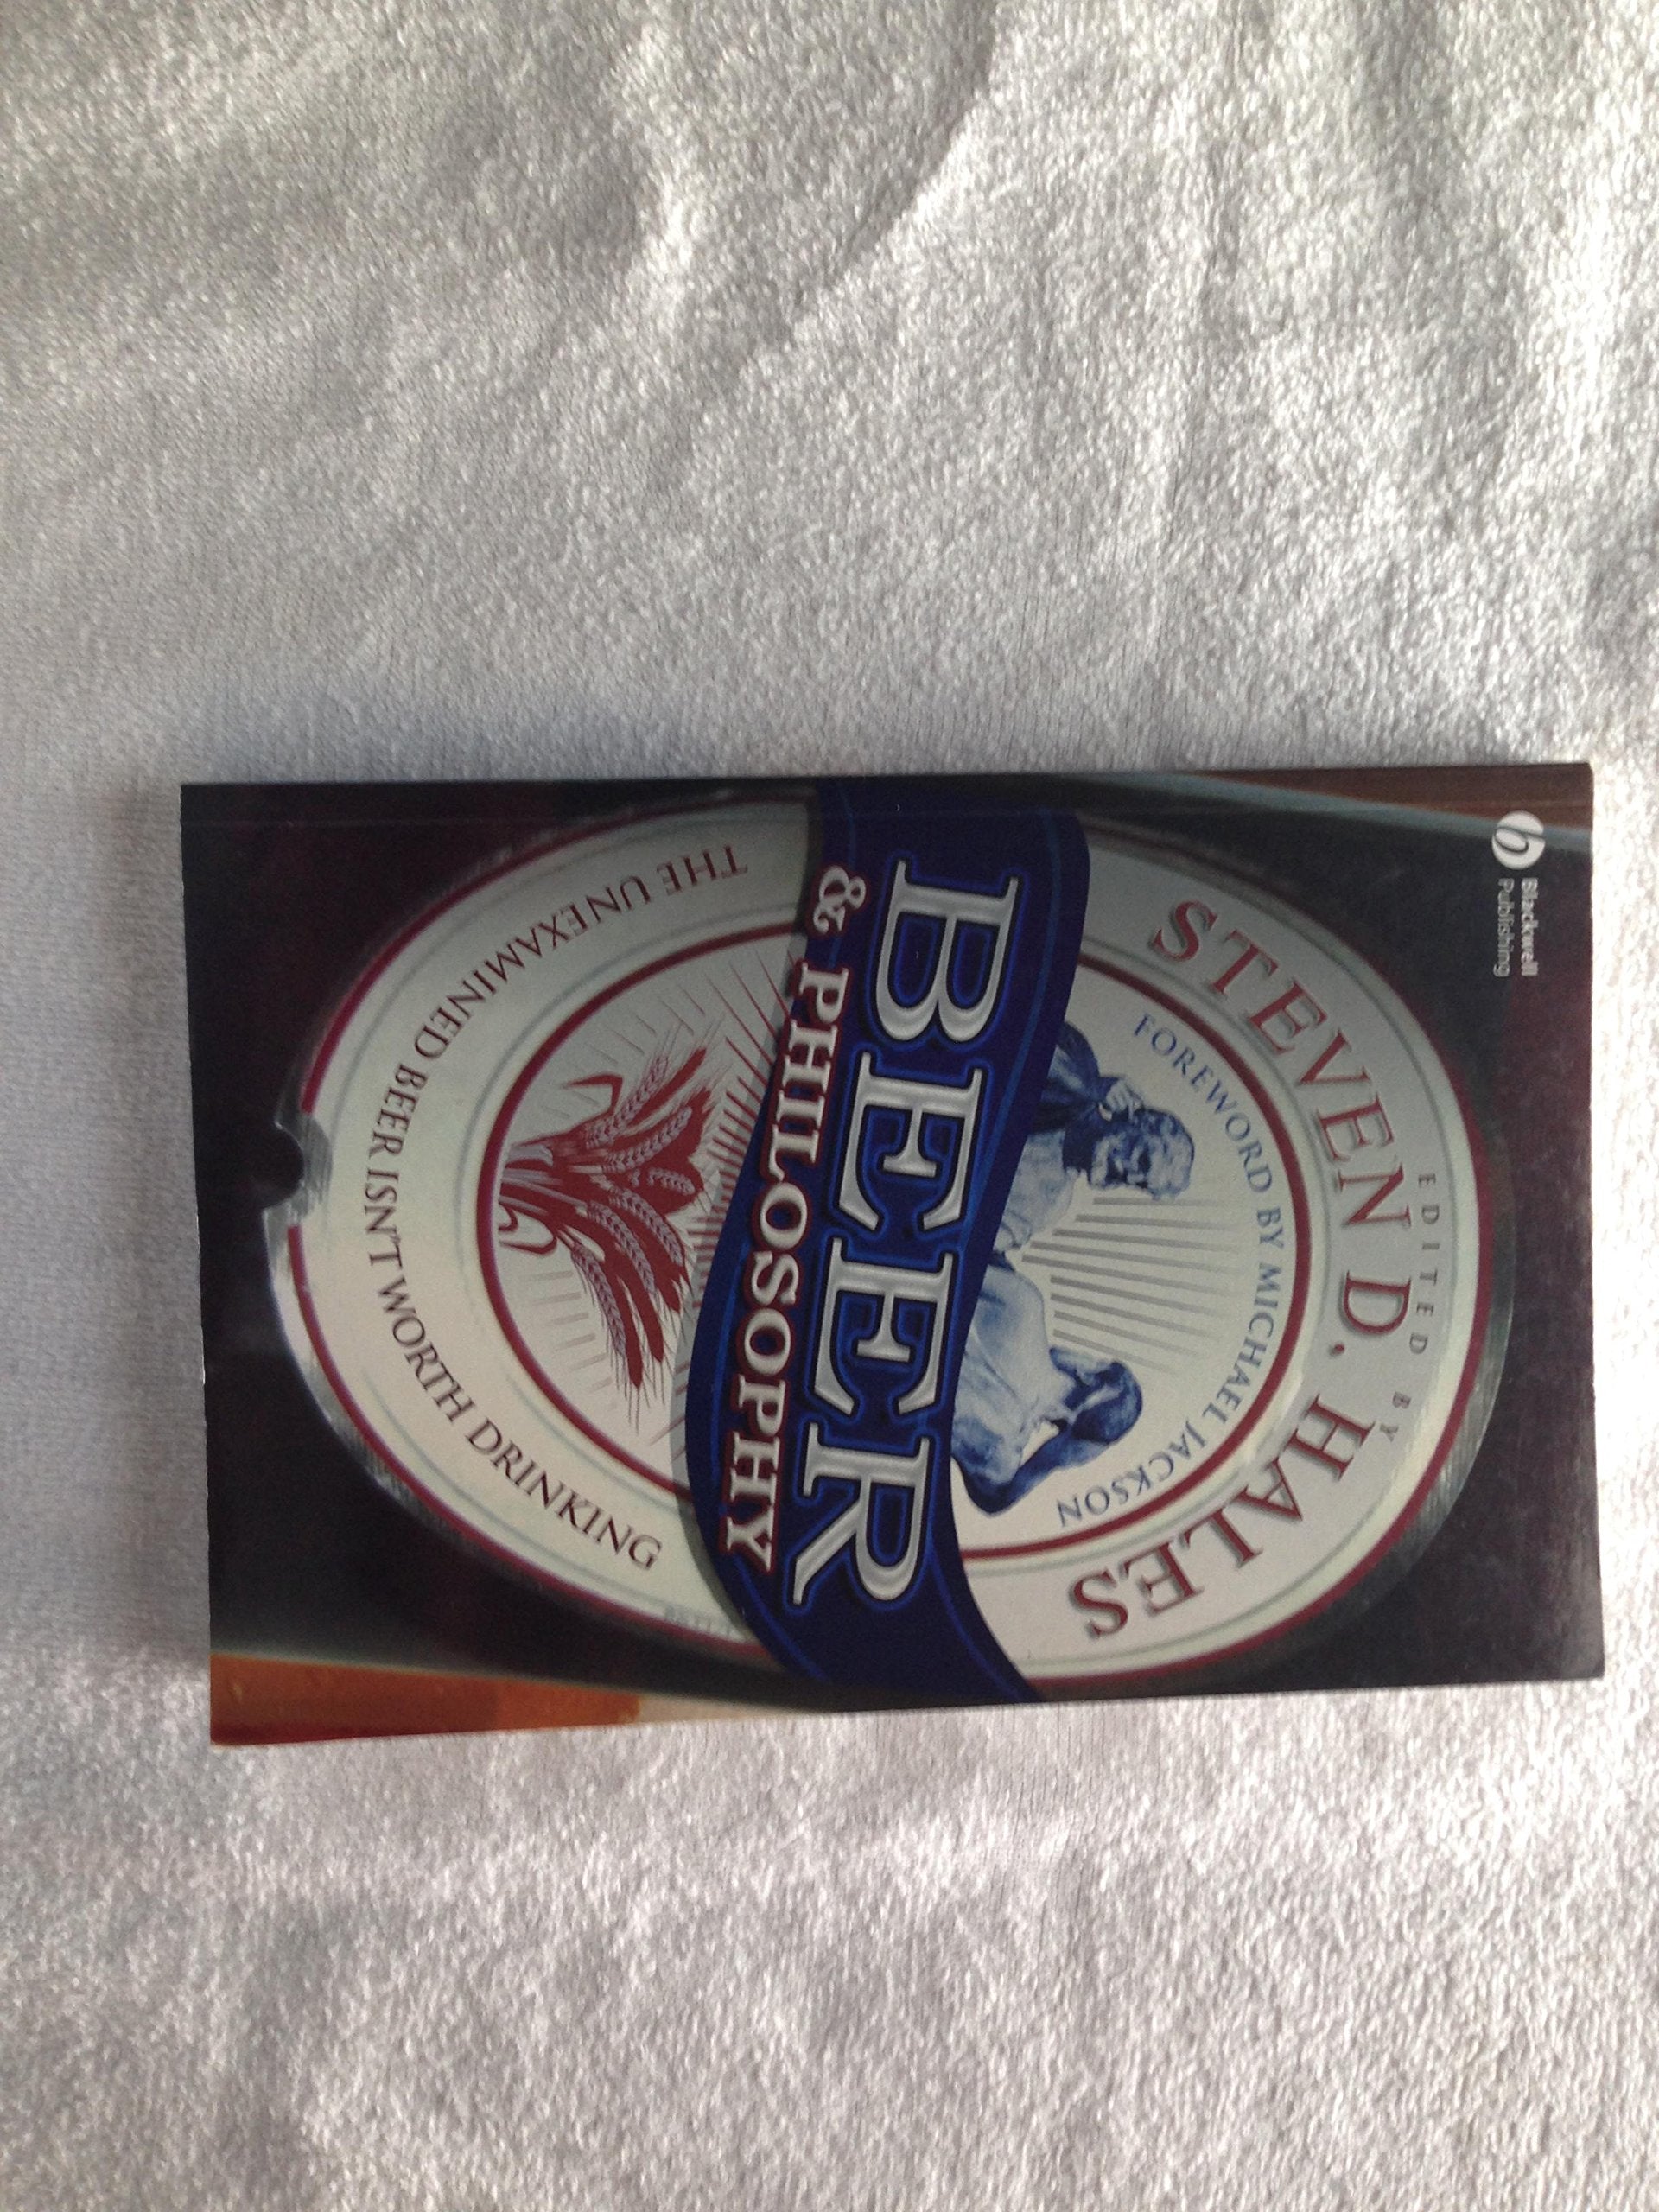 Blackwell
Publishing
EDITED BY
STEVEN D. HALES
FOREWORD BY MICHAEL JACKSON
BEER
& PHILOSOPHY
THE UNEXAMINED BEER ISN'T WORTH DRINKING